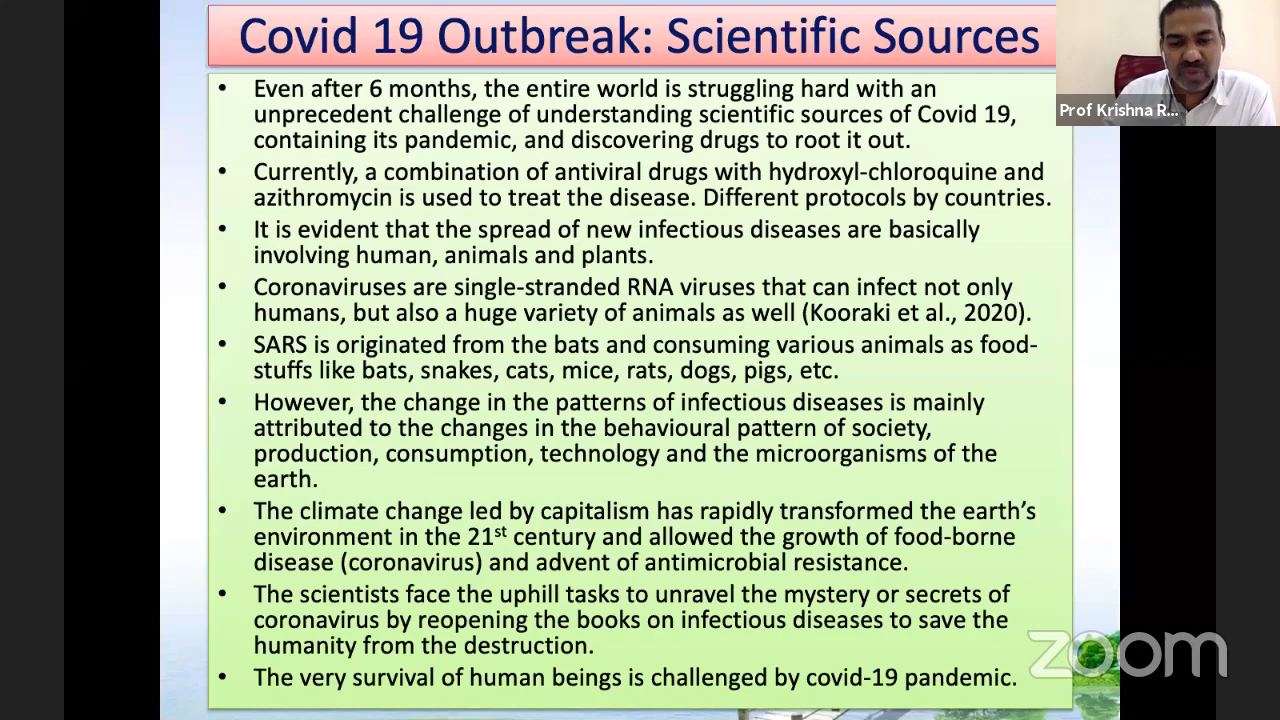 Covid 19 Outbreak: Scientific Sources
Prof Krishna R...
• Even after 6 months, the entire world is struggling hard with an
unprecedent challenge of understanding scientific sources of Covid 19,
containing its pandemic, and discovering drugs to root it out.
• Currently, a combination of antiviral drugs with hydroxyl-chloroquine and
azithromycin is used to treat the disease. Different protocols by countries.
• It is evident that the spread of new infectious diseases are basically
involving human, animals and plants.
• Coronaviruses are single-stranded RNA viruses that can infect not only
humans, but also a huge variety of animals as well (Kooraki et al., 2020).
• SARS is originated from the bats and consuming various animals as food-
stuffs like bats, snakes, cats, mice, rats, dogs, pigs, etc.
• However, the change in the patterns of infectious diseases is mainly
attributed to the changes in the behavioural pattern of society,
production, consumption, technology and the microorganisms of the
earth.
• The climate change led by capitalism has rapidly transformed the earth’s
environment in the 21st century and allowed the growth of food-borne
disease (coronavirus) and advent of antimicrobial resistance.
• The scientists face the uphill tasks to unravel the mystery or secrets of
coronavirus by reopening the books on infectious diseases to save the
humanity from the destruction.
• The very survival of human beings is challenged by covid-19 pandemic.
zoom